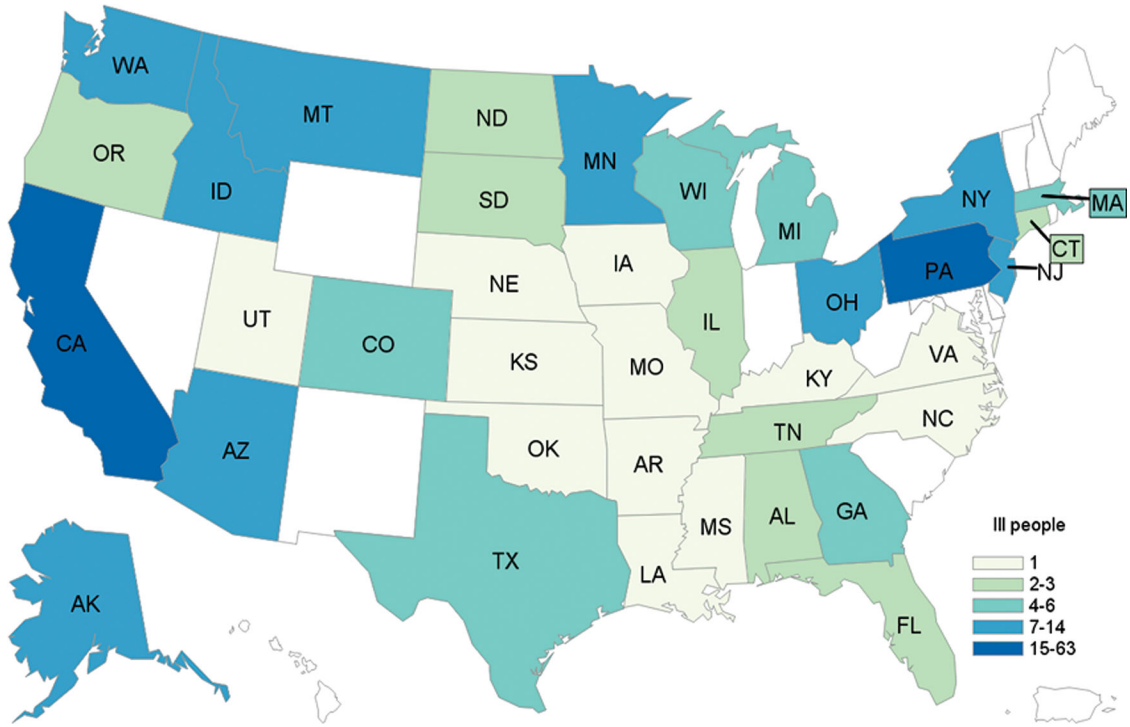 WA
MT
ND
MN
OR
ID
SD
WI
MI
NY
MA
CT
NJ
PA
OH
IA
NE
IL
UT
CO
KS
MO
KY
VA
CA
AZ
OK
AR
TN
NC
MS
AL
GA
TX
LA
FL
AK
Ill people
1
2-3
4-6
7-14
15-63